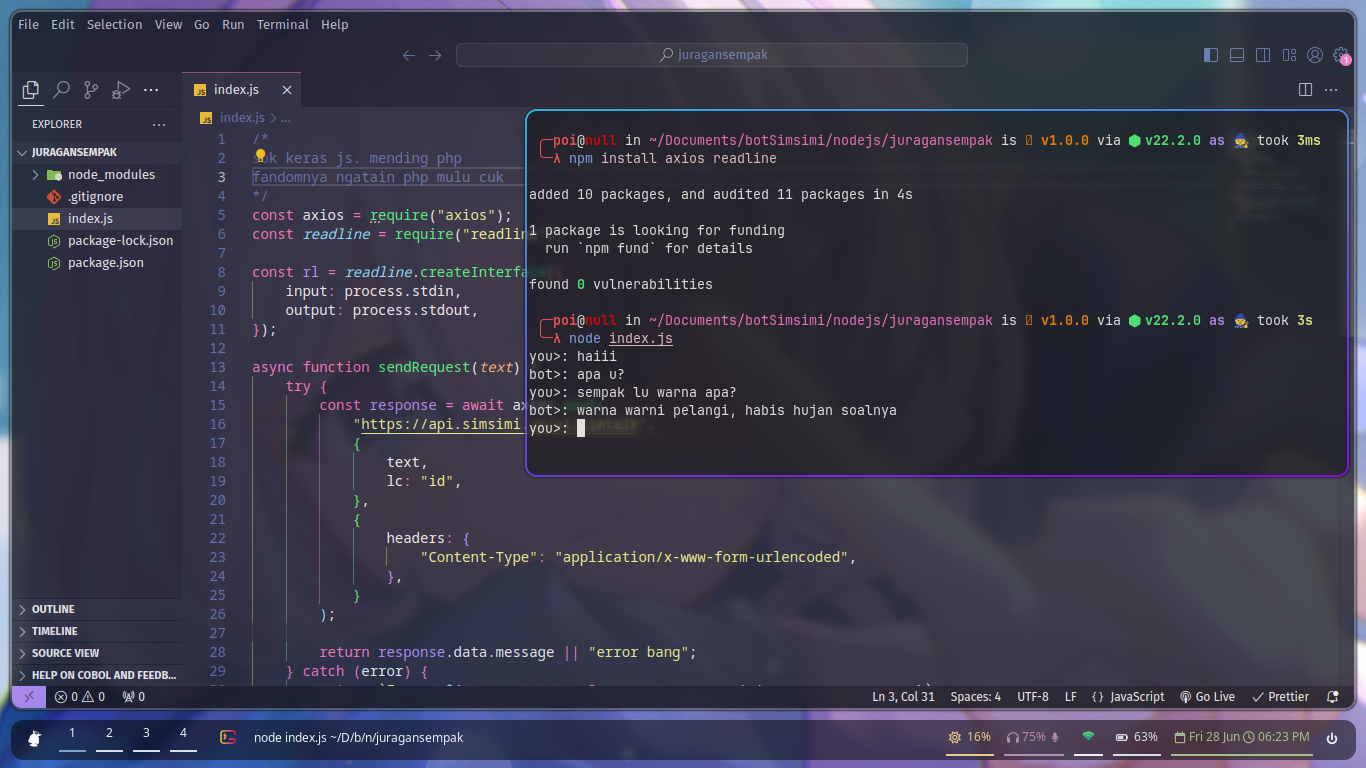 File Edit Selection View Go Run Terminal Help
juragansempak
1
index.js
EXPLORER
index.js > ...
JURAGANSEMPAK
node_modules
.gitignore
index.js
package-lock.json
package.json
OUTLINE
TIMELINE
SOURCE VIEW
HELP ON COBOL AND FEEDB...
1 /*
2 sok keras js. mending php
3 fandomnya ngatain php mulu cuk
4 */
5 const axios = require("axios");
6 const readline = require("readlin
7
8 const rl = readline.createInterface
9 input: process.stdin,
10 output: process.stdout,
11 });
12
13 async function sendRequest(text)
14 try {
15 const response = await ax
16 "https://api.simsimi.
17 {
18 text,
19 lc: "id",
20 },
21 {
22 headers: {
23 "Content-Type": "application/x-www-form-urlencoded",
24 },
25 }
26 );
27
28 return response.data.message || "error bang";
29 } catch (error) {
poi@null in ~/Documents/botSimsimi/nodejs/juragansempak is v1.0.0 via v22.2.0 as 🧙 took 3ms
λ npm install axios readline
added 10 packages, and audited 11 packages in 4s
1 package is looking for funding
run `npm fund` for details
found 0 vulnerabilities
poi@null in ~/Documents/botSimsimi/nodejs/juragansempak is v1.0.0 via v22.2.0 as 🧙 took 3s
λ node index.js
you>: haiii
bot>: apa u?
you>: sempak lu warna apa?
bot>: warna warni pelangi, habis hujan soalnya
you>:
0 0 0 Ln 3, Col 31 Spaces: 4 UTF-8 LF {} JavaScript Go Live Prettier
1 2 3 4 node index.js ~/D/b/n/juragansempak 16% 75% 63% Fri 28 Jun 06:23 PM